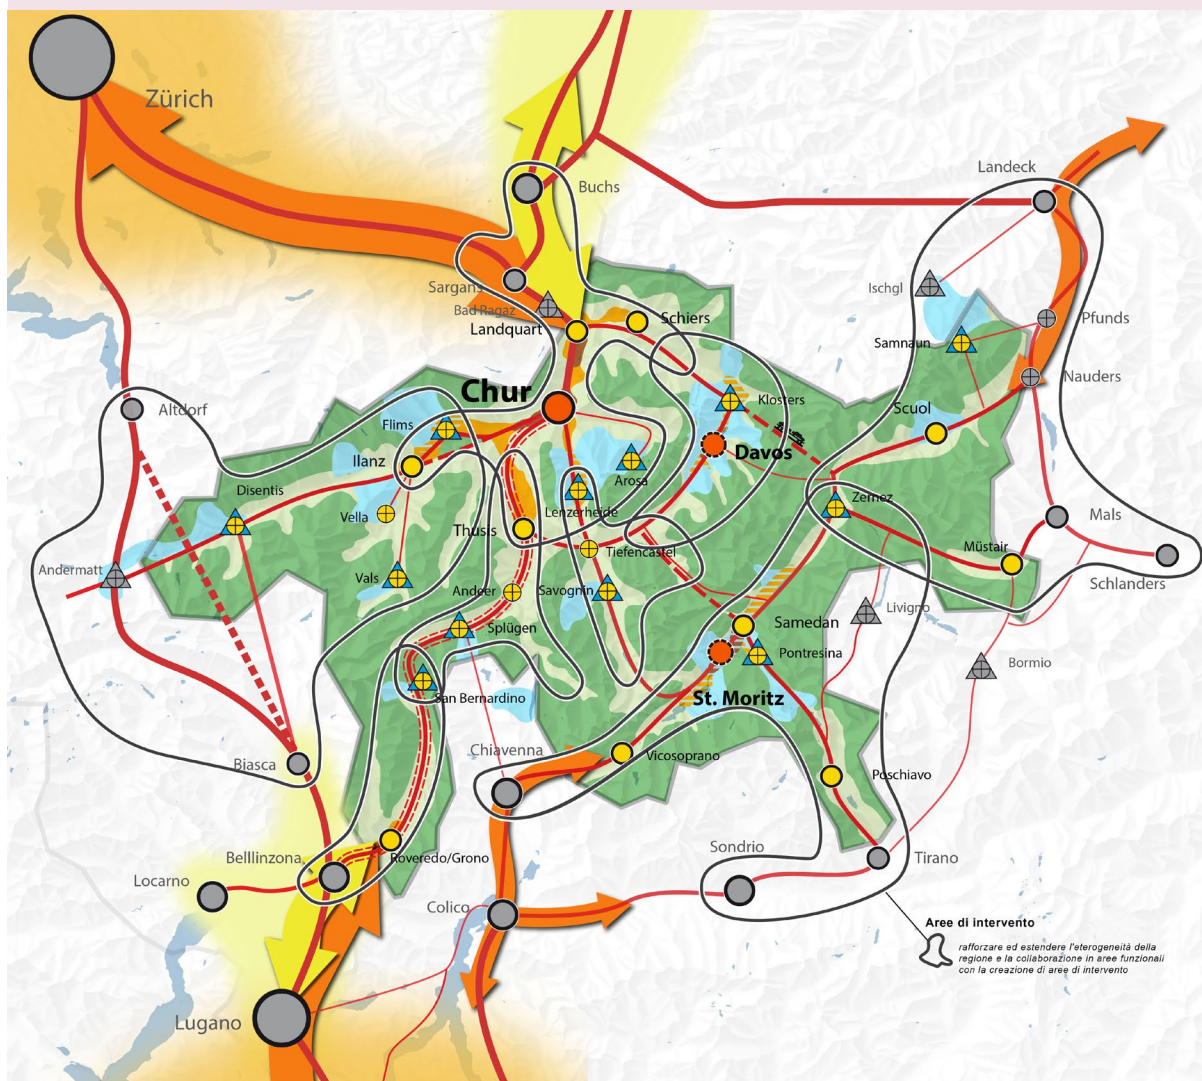 Zürich
Landeck
Buchs
Sargans
Ischgl
Bad Ragaz
Schiers
Pfunds
Landquart
Samnaun
Nauders
Chur
Klosters
Altdorf
Scuol
Flims
Davos
Ilanz
Arosa
Disentis
Zernez
Lenzerheide
Vella
Mals
Thusis
Tiefencastel
Müstair
Andermatt
Vals
Schlanders
Andeer
Savognin
Livigno
Splügen
Samedan
Pontresina
Bormio
San Bernardino
St. Moritz
Chiavenna
Vicosoprano
Biasca
Poschiavo
Sondrio
Belllinzona
Roveredo/Grono
Tirano
Locarno
Colico
Aree di intervento
rafforzare ed estendere l'eterogeneità della
regione e la collaborazione in aree funzionali
con la creazione di aree di intervento
Lugano